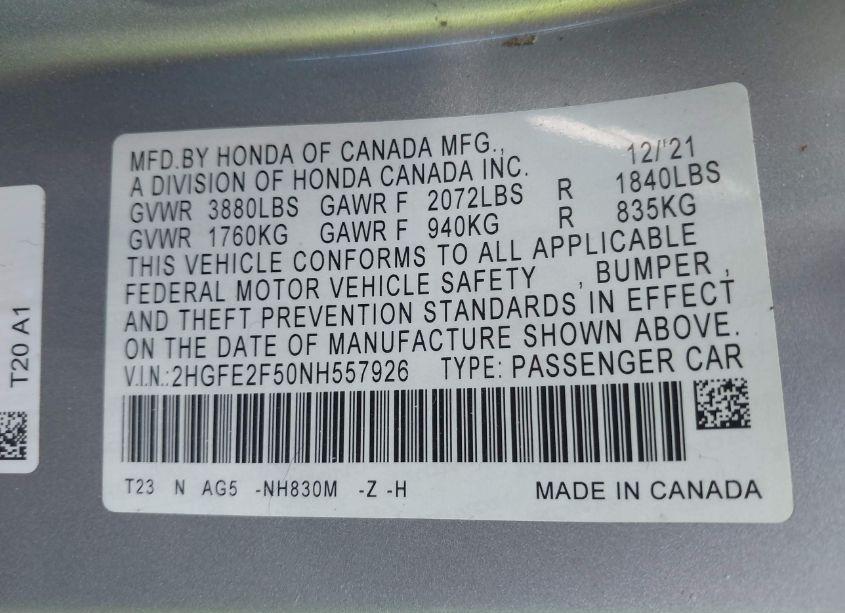 MFD.BY HONDA OF CANADA MFG., 12/'21
A DIVISION OF HONDA CANADA INC.
GVWR 3880LBS GAWR F 2072LBS R 1840LBS
GVWR 1760KG GAWR F 940KG R 835KG
THIS VEHICLE CONFORMS TO ALL APPLICABLE
FEDERAL MOTOR VEHICLE SAFETY , BUMPER ,
AND THEFT PREVENTION STANDARDS IN EFFECT
ON THE DATE OF MANUFACTURE SHOWN ABOVE.
V.I.N.:2HGFE2F50NH557926 TYPE: PASSENGER CAR
T23 N AG5 -NH830M -Z -H MADE IN CANADA
T20 A1